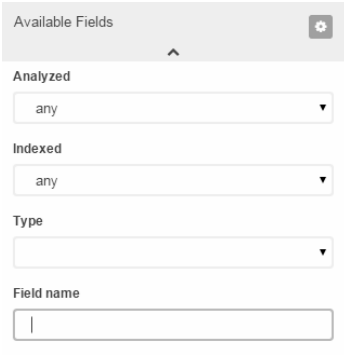 Available Fields
Analyzed
any
Indexed
any
Type
Field name